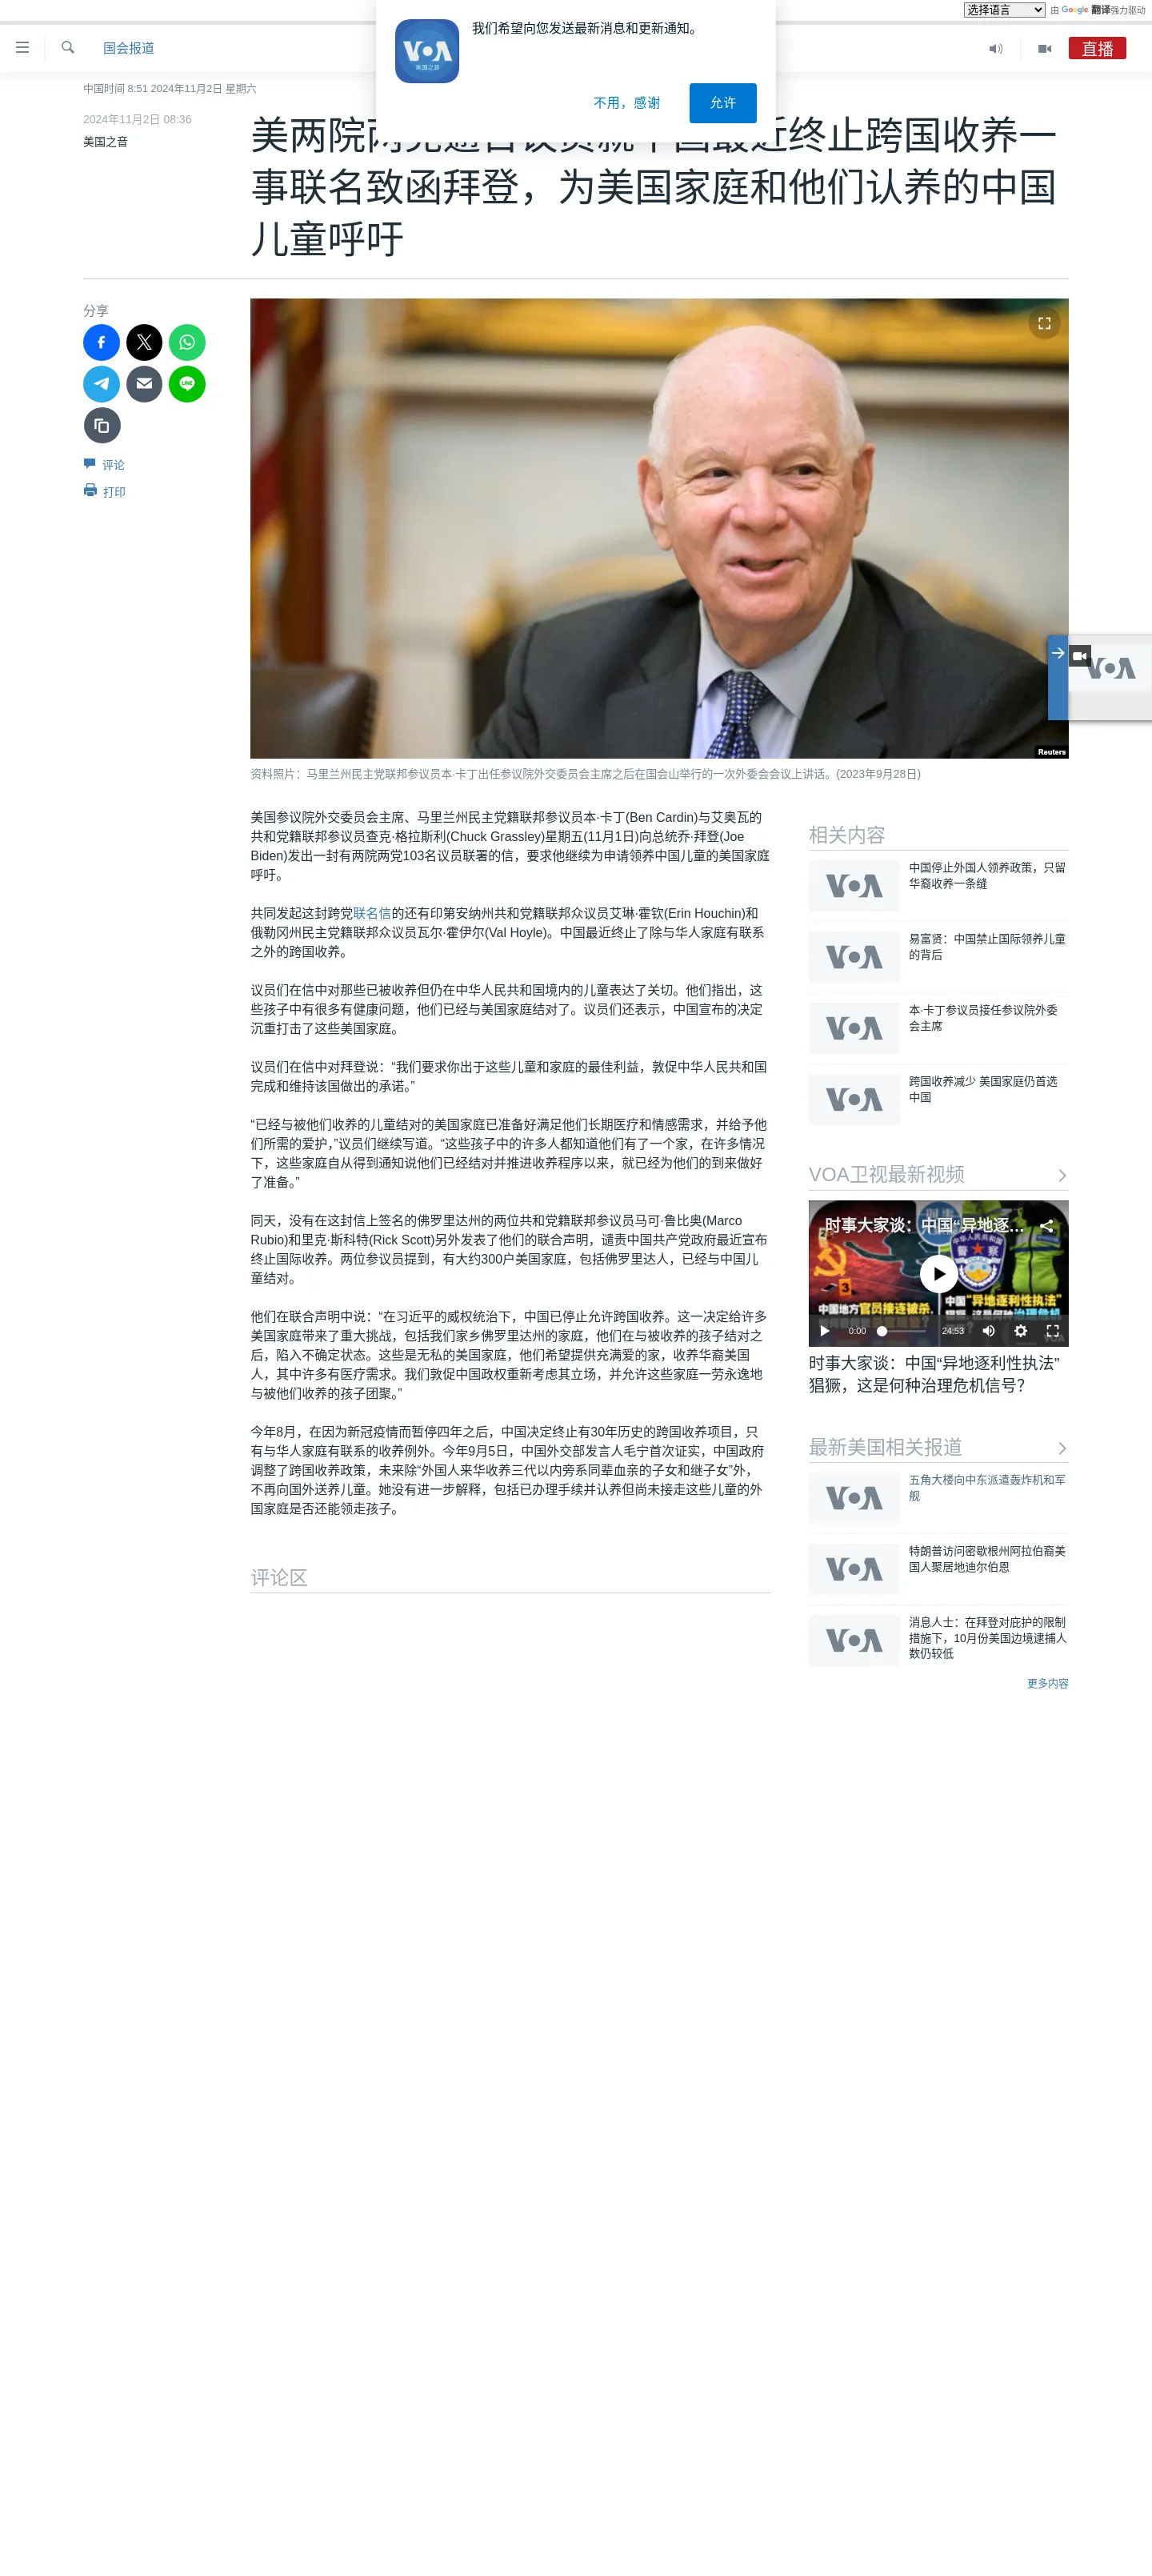 选择语言
由 Google 翻译强力驱动
我们希望向您发送最新消息和更新通知。
VOA
美国之音
不用，感谢
允许
国会报道
直播
中国时间 8:51 2024年11月2日 星期六
2024年11月2日 08:36
美国之音
事联名致函拜登，为美国家庭和他们认养的中国
儿童呼吁
分享
评论
打印
Reuters
VOA
资料照片：马里兰州民主党联邦参议员本·卡丁出任参议院外交委员会主席之后在国会山举行的一次外委会会议上讲话。(2023年9月28日)
美国参议院外交委员会主席、马里兰州民主党籍联邦参议员本·卡丁(Ben Cardin)与艾奥瓦的
共和党籍联邦参议员查克·格拉斯利(Chuck Grassley)星期五(11月1日)向总统乔·拜登(Joe
Biden)发出一封有两院两党103名议员联署的信，要求他继续为申请领养中国儿童的美国家庭
呼吁。
共同发起这封跨党联名信的还有印第安纳州共和党籍联邦众议员艾琳·霍钦(Erin Houchin)和
俄勒冈州民主党籍联邦众议员瓦尔·霍伊尔(Val Hoyle)。中国最近终止了除与华人家庭有联系
之外的跨国收养。
议员们在信中对那些已被收养但仍在中华人民共和国境内的儿童表达了关切。他们指出，这
些孩子中有很多有健康问题，他们已经与美国家庭结对了。议员们还表示，中国宣布的决定
沉重打击了这些美国家庭。
议员们在信中对拜登说：“我们要求你出于这些儿童和家庭的最佳利益，敦促中华人民共和国
完成和维持该国做出的承诺。”
“已经与被他们收养的儿童结对的美国家庭已准备好满足他们长期医疗和情感需求，并给予他
们所需的爱护，”议员们继续写道。“这些孩子中的许多人都知道他们有了一个家，在许多情况
下，这些家庭自从得到通知说他们已经结对并推进收养程序以来，就已经为他们的到来做好
了准备。”
同天，没有在这封信上签名的佛罗里达州的两位共和党籍联邦参议员马可·鲁比奥(Marco
Rubio)和里克·斯科特(Rick Scott)另外发表了他们的联合声明，谴责中国共产党政府最近宣布
终止国际收养。两位参议员提到，有大约300户美国家庭，包括佛罗里达人，已经与中国儿
童结对。
他们在联合声明中说：“在习近平的威权统治下，中国已停止允许跨国收养。这一决定给许多
美国家庭带来了重大挑战，包括我们家乡佛罗里达州的家庭，他们在与被收养的孩子结对之
后，陷入不确定状态。这些是无私的美国家庭，他们希望提供充满爱的家，收养华裔美国
人，其中许多有医疗需求。我们敦促中国政权重新考虑其立场，并允许这些家庭一劳永逸地
与被他们收养的孩子团聚。”
今年8月，在因为新冠疫情而暂停四年之后，中国决定终止有30年历史的跨国收养项目，只
有与华人家庭有联系的收养例外。今年9月5日，中国外交部发言人毛宁首次证实，中国政府
调整了跨国收养政策，未来除“外国人来华收养三代以内旁系同辈血亲的子女和继子女”外，
不再向国外送养儿童。她没有进一步解释，包括已办理手续并认养但尚未接走这些儿童的外
国家庭是否还能领走孩子。
评论区
相关内容
VOA
中国停止外国人领养政策，只留
华裔收养一条缝
VOA
易富贤：中国禁止国际领养儿童
的背后
VOA
本·卡丁参议员接任参议院外委
会主席
VOA
跨国收养减少 美国家庭仍首选
中国
VOA卫视最新视频
时事大家谈：中国“异地逐...
中国地方官员接连被杀，
中国“异地逐利性执法”
0:00
24:53
时事大家谈：中国“异地逐利性执法”
猖獗，这是何种治理危机信号？
最新美国相关报道
VOA
五角大楼向中东派遣轰炸机和军
舰
VOA
特朗普访问密歇根州阿拉伯裔美
国人聚居地迪尔伯恩
VOA
消息人士：在拜登对庇护的限制
措施下，10月份美国边境逮捕人
数仍较低
更多内容